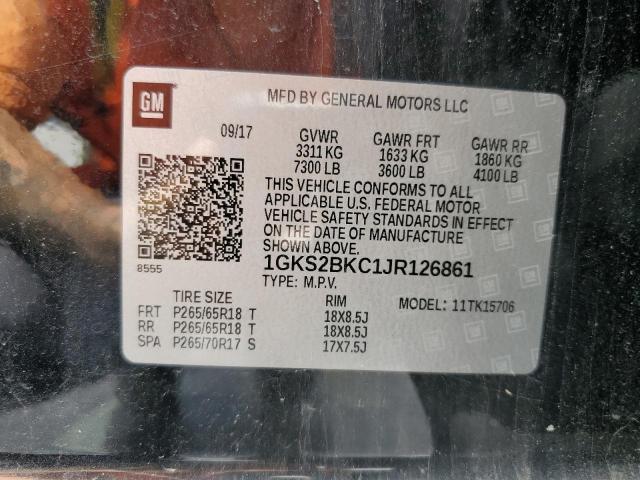 GM
MFD BY GENERAL MOTORS LLC
09/17 GVWR GAWR FRT GAWR RR
3311 KG 1633 KG 1860 KG
7300 LB 3600 LB 4100 LB
THIS VEHICLE CONFORMS TO ALL
APPLICABLE U.S. FEDERAL MOTOR
VEHICLE SAFETY STANDARDS IN EFFECT
ON THE DATE OF MANUFACTURE
SHOWN ABOVE.
8555
1GKS2BKC1JR126861
TYPE: M.P.V.
TIRE SIZE RIM MODEL: 11TK15706
FRT P265/65R18 T 18X8.5J
RR P265/65R18 T 18X8.5J
SPA P265/70R17 S 17X7.5J